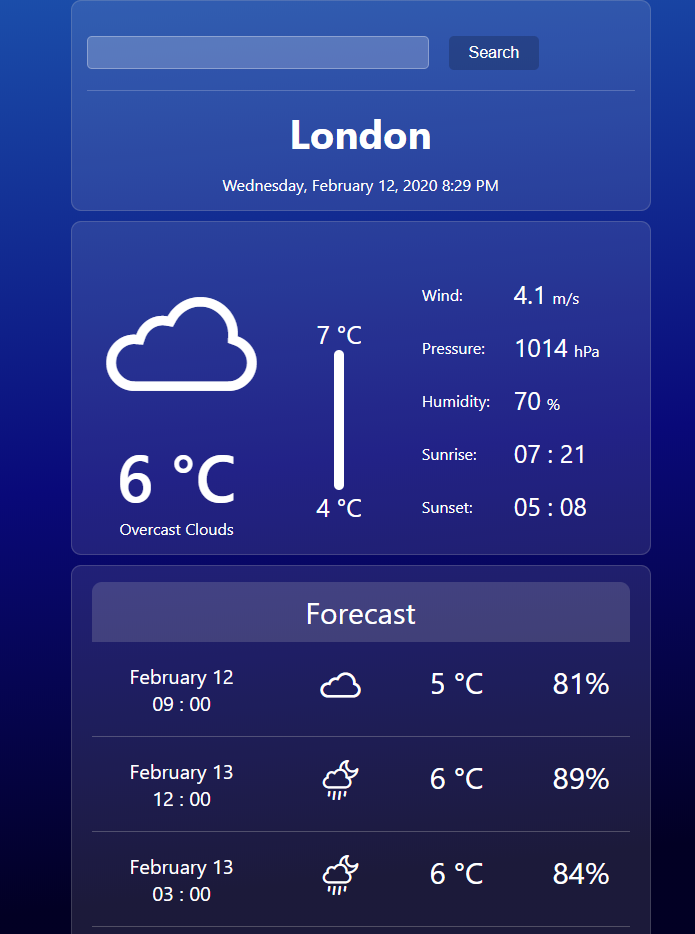 Search
London
Wednesday, February 12, 2020 8:29 PM
7 °C
4 °C
6 °C
Overcast Clouds
Wind: 4.1 m/s
Pressure: 1014 hPa
Humidity: 70 %
Sunrise: 07 : 21
Sunset: 05 : 08
Forecast
February 12
09 : 00
5 °C 81%
February 13
12 : 00
6 °C 89%
February 13
03 : 00
6 °C 84%